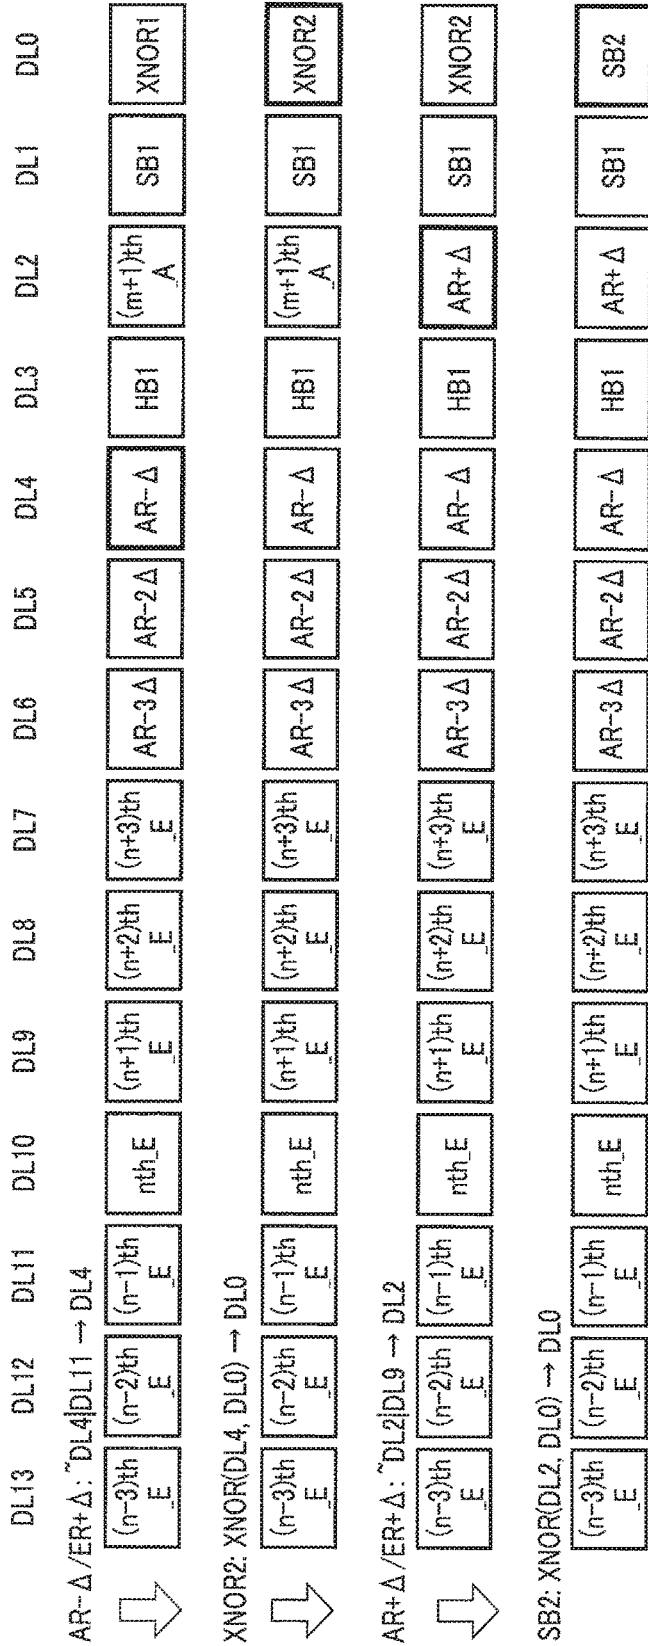 DL13 DL12 DL11 DL10 DL9 DL8 DL7 DL6 DL5 DL4 DL3 DL2 DL1 DL0
AR-Δ/ER+Δ: ~DL4|DL11 → DL4
(n-3)th_E (n-2)th_E (n-1)th_E nth_E (n+1)th_E (n+2)th_E (n+3)th_E AR-3Δ AR-2Δ AR-Δ HB1 (m+1)th_A SB1 XNOR1
XNOR2: XNOR(DL4, DL0) → DL0
(n-3)th_E (n-2)th_E (n-1)th_E nth_E (n+1)th_E (n+2)th_E (n+3)th_E AR-3Δ AR-2Δ AR-Δ HB1 (m+1)th_A SB1 XNOR2
AR+Δ/ER+Δ: ~DL2|DL9 → DL2
(n-3)th_E (n-2)th_E (n-1)th_E nth_E (n+1)th_E (n+2)th_E (n+3)th_E AR-3Δ AR-2Δ AR-Δ HB1 AR+Δ SB1 XNOR2
SB2: XNOR(DL2, DL0) → DL0
(n-3)th_E (n-2)th_E (n-1)th_E nth_E (n+1)th_E (n+2)th_E (n+3)th_E AR-3Δ AR-2Δ AR-Δ HB1 AR+Δ SB1 SB2